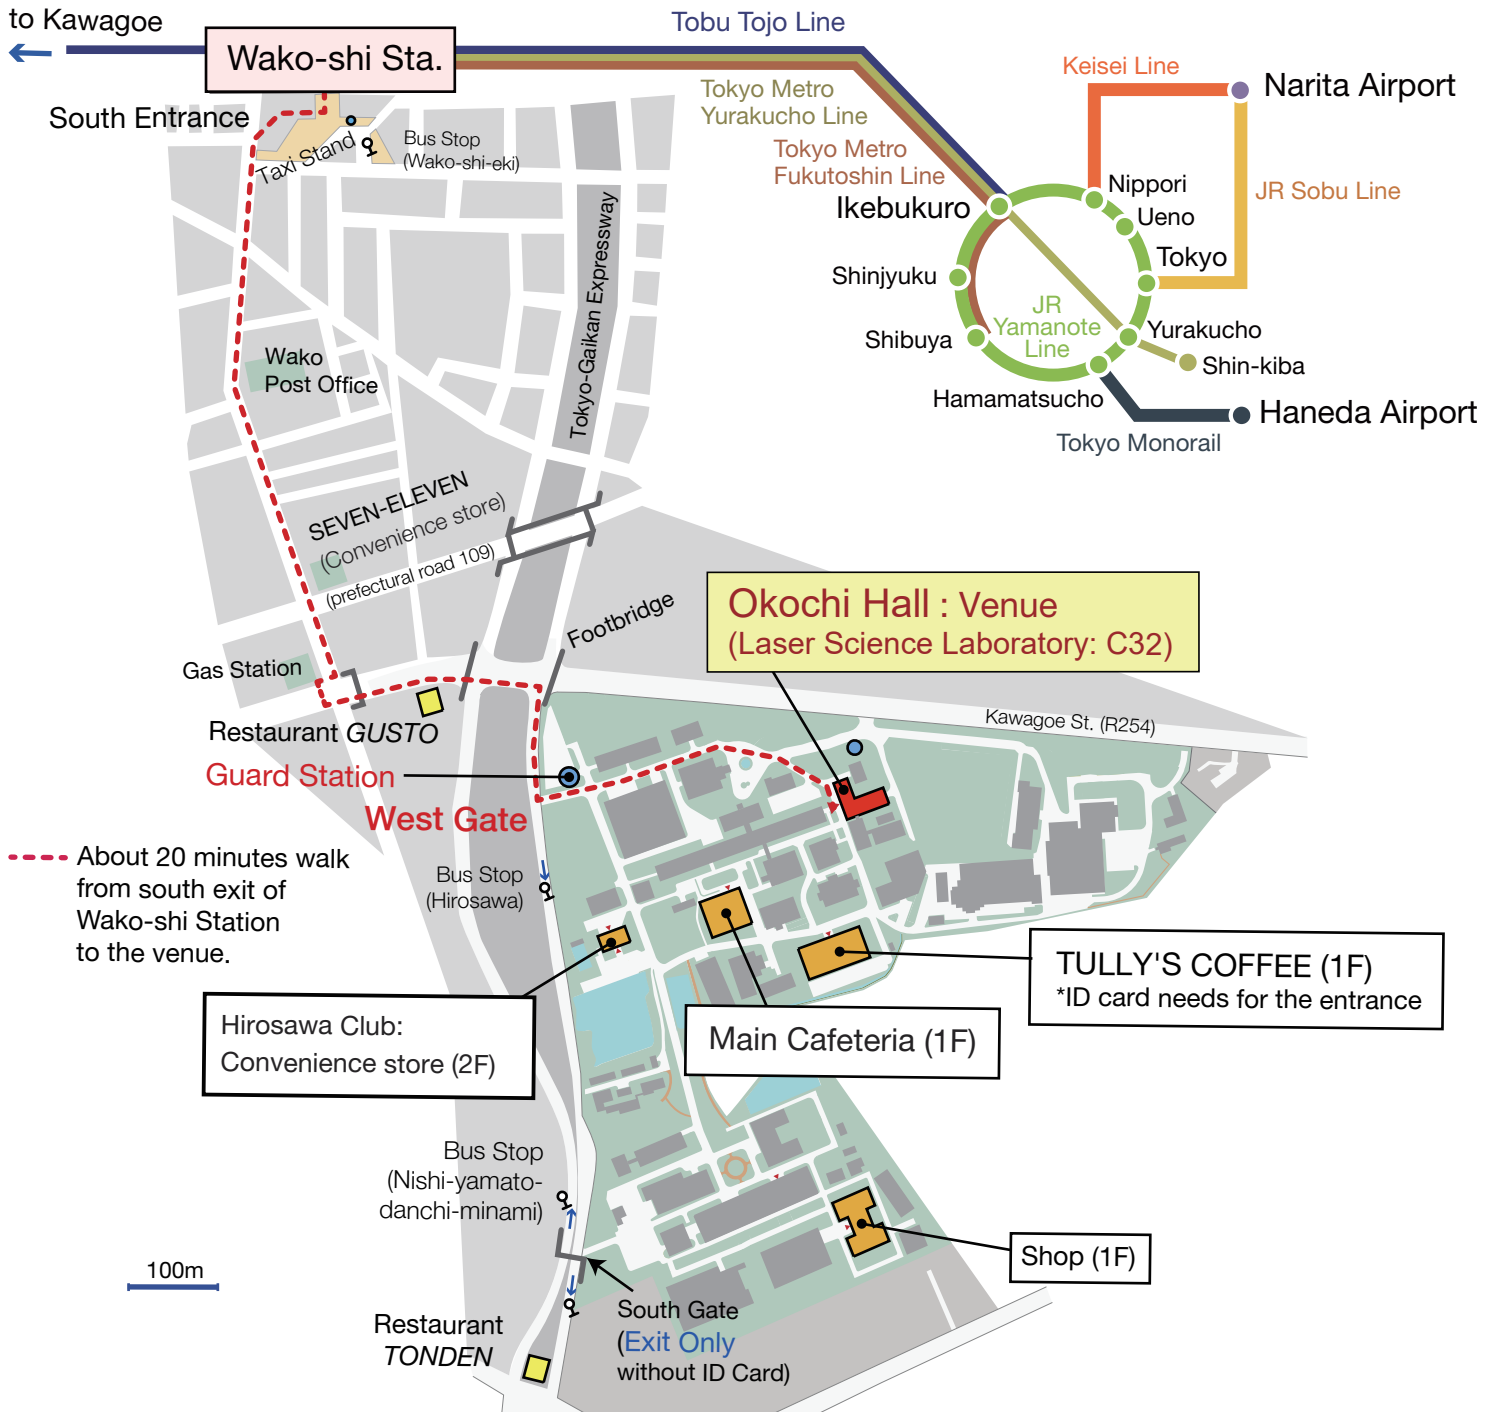 to Kawagoe
Wako-shi Sta.
Tobu Tojo Line
Tokyo Metro
Yurakucho Line
Tokyo Metro
Fukutoshin Line
Keisei Line
Narita Airport
JR Sobu Line
Nippori
Ueno
Tokyo
Ikebukuro
Shinjyuku
Shibuya
JR
Yamanote
Line
Yurakucho
Shin-kiba
Hamamatsucho
Haneda Airport
Tokyo Monorail
South Entrance
Taxi Stand
Bus Stop
(Wako-shi-eki)
Tokyo-Gaikan Expressway
Wako
Post Office
SEVEN-ELEVEN
(Convenience store)
(prefectural road 109)
Footbridge
Gas Station
Restaurant GUSTO
Guard Station
West Gate
Okochi Hall : Venue
(Laser Science Laboratory: C32)
Kawagoe St. (R254)
About 20 minutes walk
from south exit of
Wako-shi Station
to the venue.
Bus Stop
(Hirosawa)
Hirosawa Club:
Convenience store (2F)
Main Cafeteria (1F)
TULLY'S COFFEE (1F)
*ID card needs for the entrance
Bus Stop
(Nishi-yamato-
danchi-minami)
Shop (1F)
100m
South Gate
(Exit Only
without ID Card)
Restaurant
TONDEN